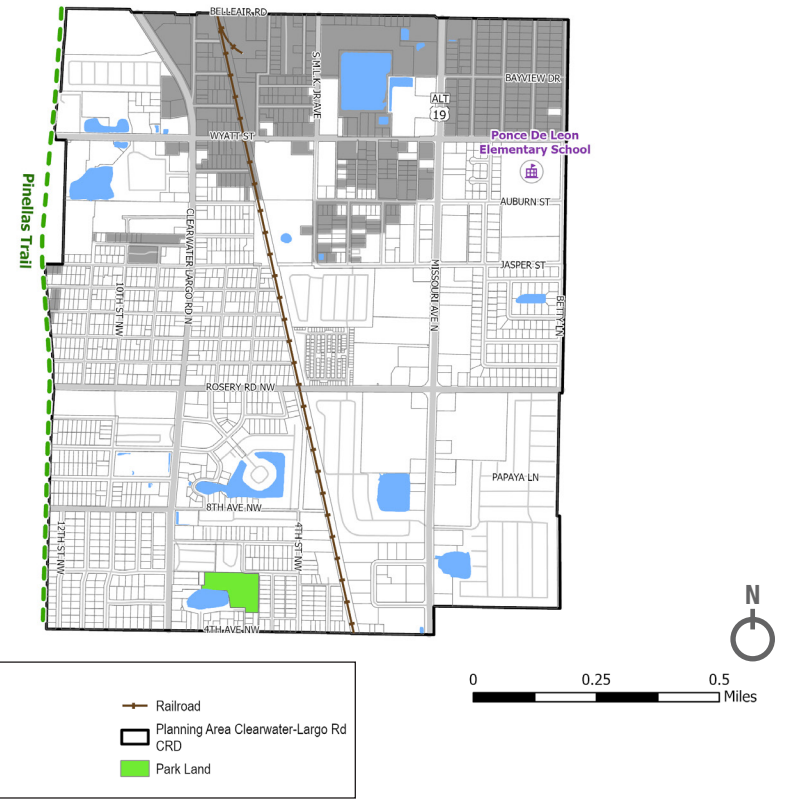 BELLEAIR RD
S M.L.K. JR AVE
BAYVIEW DR
ALT
19
WYATT ST
Ponce De Leon
Elementary School
Pinellas Trail
AUBURN ST
CLEARWATER LARGO RD N
JASPER ST
MISSOURI AVE N
10TH ST NW
BETTY LN
ROSERY RD NW
PAPAYA LN
8TH AVE NW
12TH ST NW
4TH ST NW
4TH AVE NW
N
0
0.25
0.5
Miles
Railroad
Planning Area Clearwater-Largo Rd
CRD
Park Land